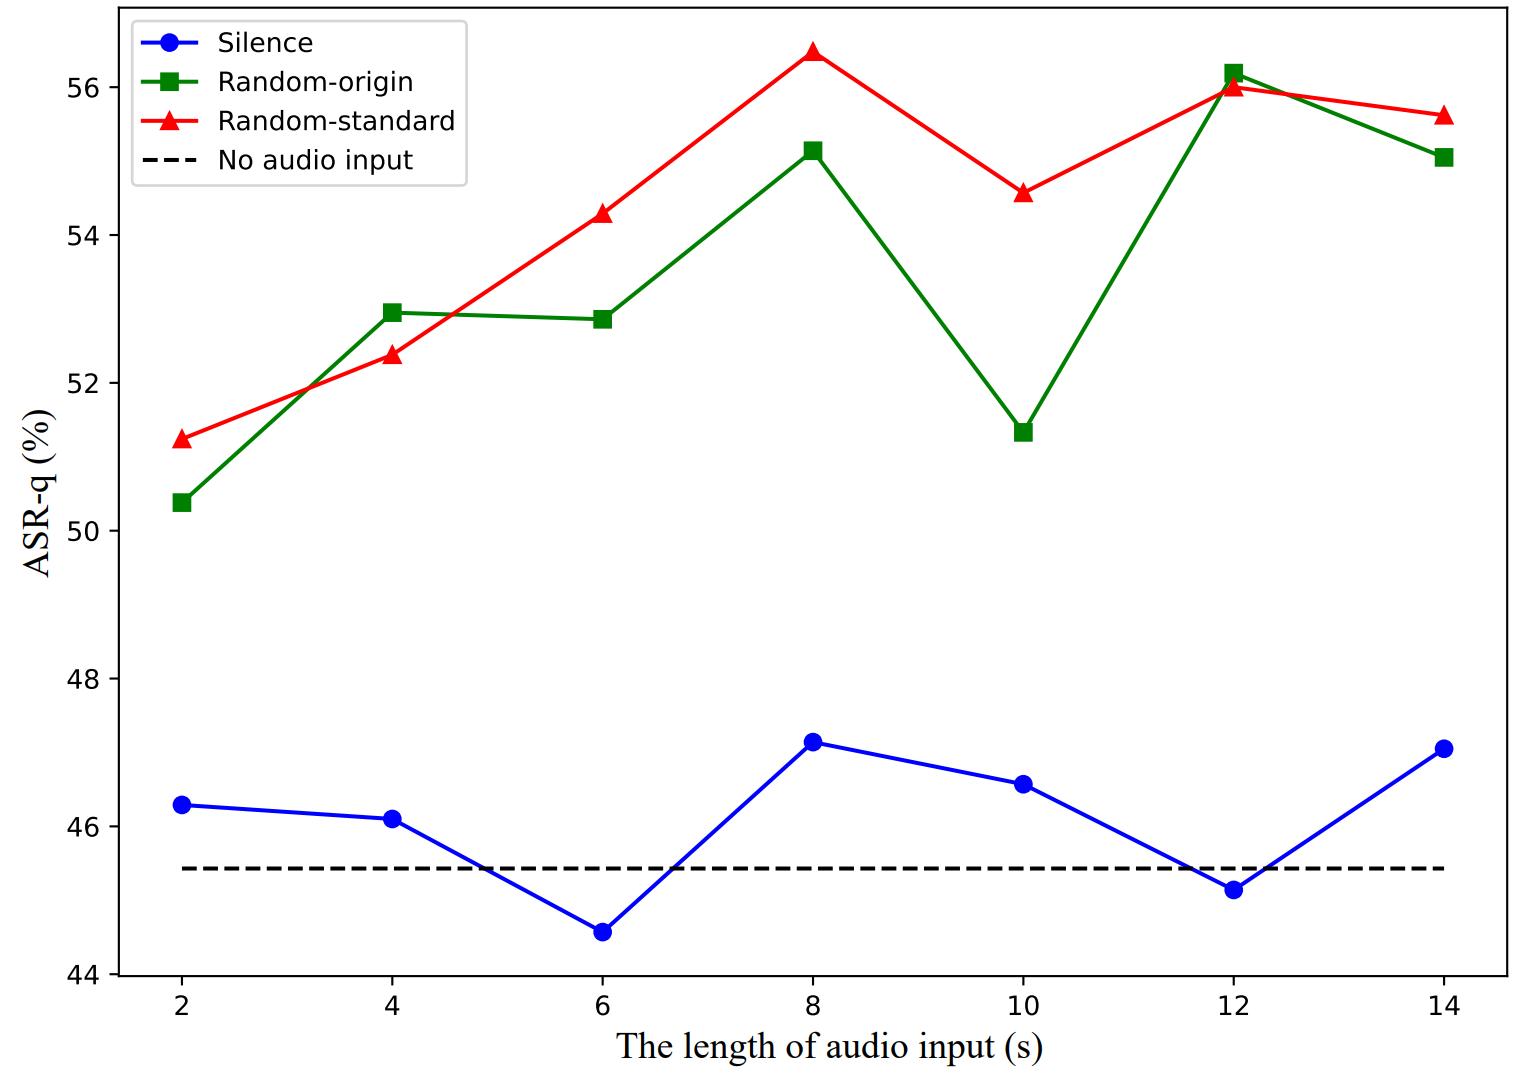 Silence
Random-origin
Random-standard
No audio input
56
54
52
50
48
46
44
ASR-q (%)
2 4 6 8 10 12 14
The length of audio input (s)